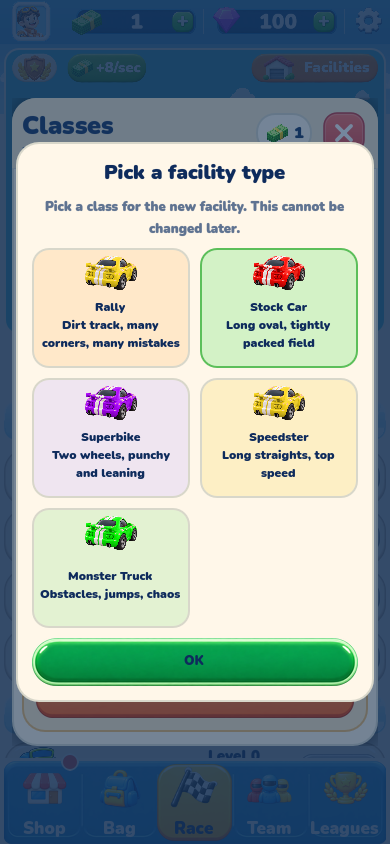 1
100
+8/sec
Facilities
Classes
1
Pick a facility type
Pick a class for the new facility. This cannot be
changed later.
Rally
Dirt track, many
corners, many mistakes
Stock Car
Long oval, tightly
packed field
Superbike
Two wheels, punchy
and leaning
Speedster
Long straights, top
speed
Monster Truck
Obstacles, jumps, chaos
OK
Level 0
Shop
Bag
Race
Team
Leagues